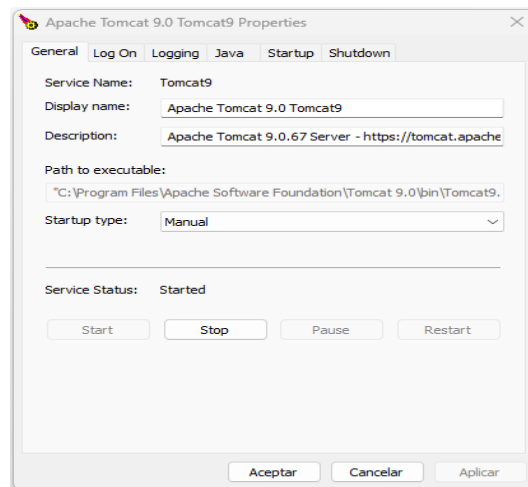 Apache Tomcat 9.0 Tomcat9 Properties
General Log On Logging Java Startup Shutdown
Service Name: Tomcat9
Display name: Apache Tomcat 9.0 Tomcat9
Description: Apache Tomcat 9.0.67 Server - https://tomcat.apache
Path to executable:
"C:\Program Files\Apache Software Foundation\Tomcat 9.0\bin\Tomcat9.
Startup type: Manual
Service Status: Started
Start Stop Pause Restart
Aceptar Cancelar Aplicar